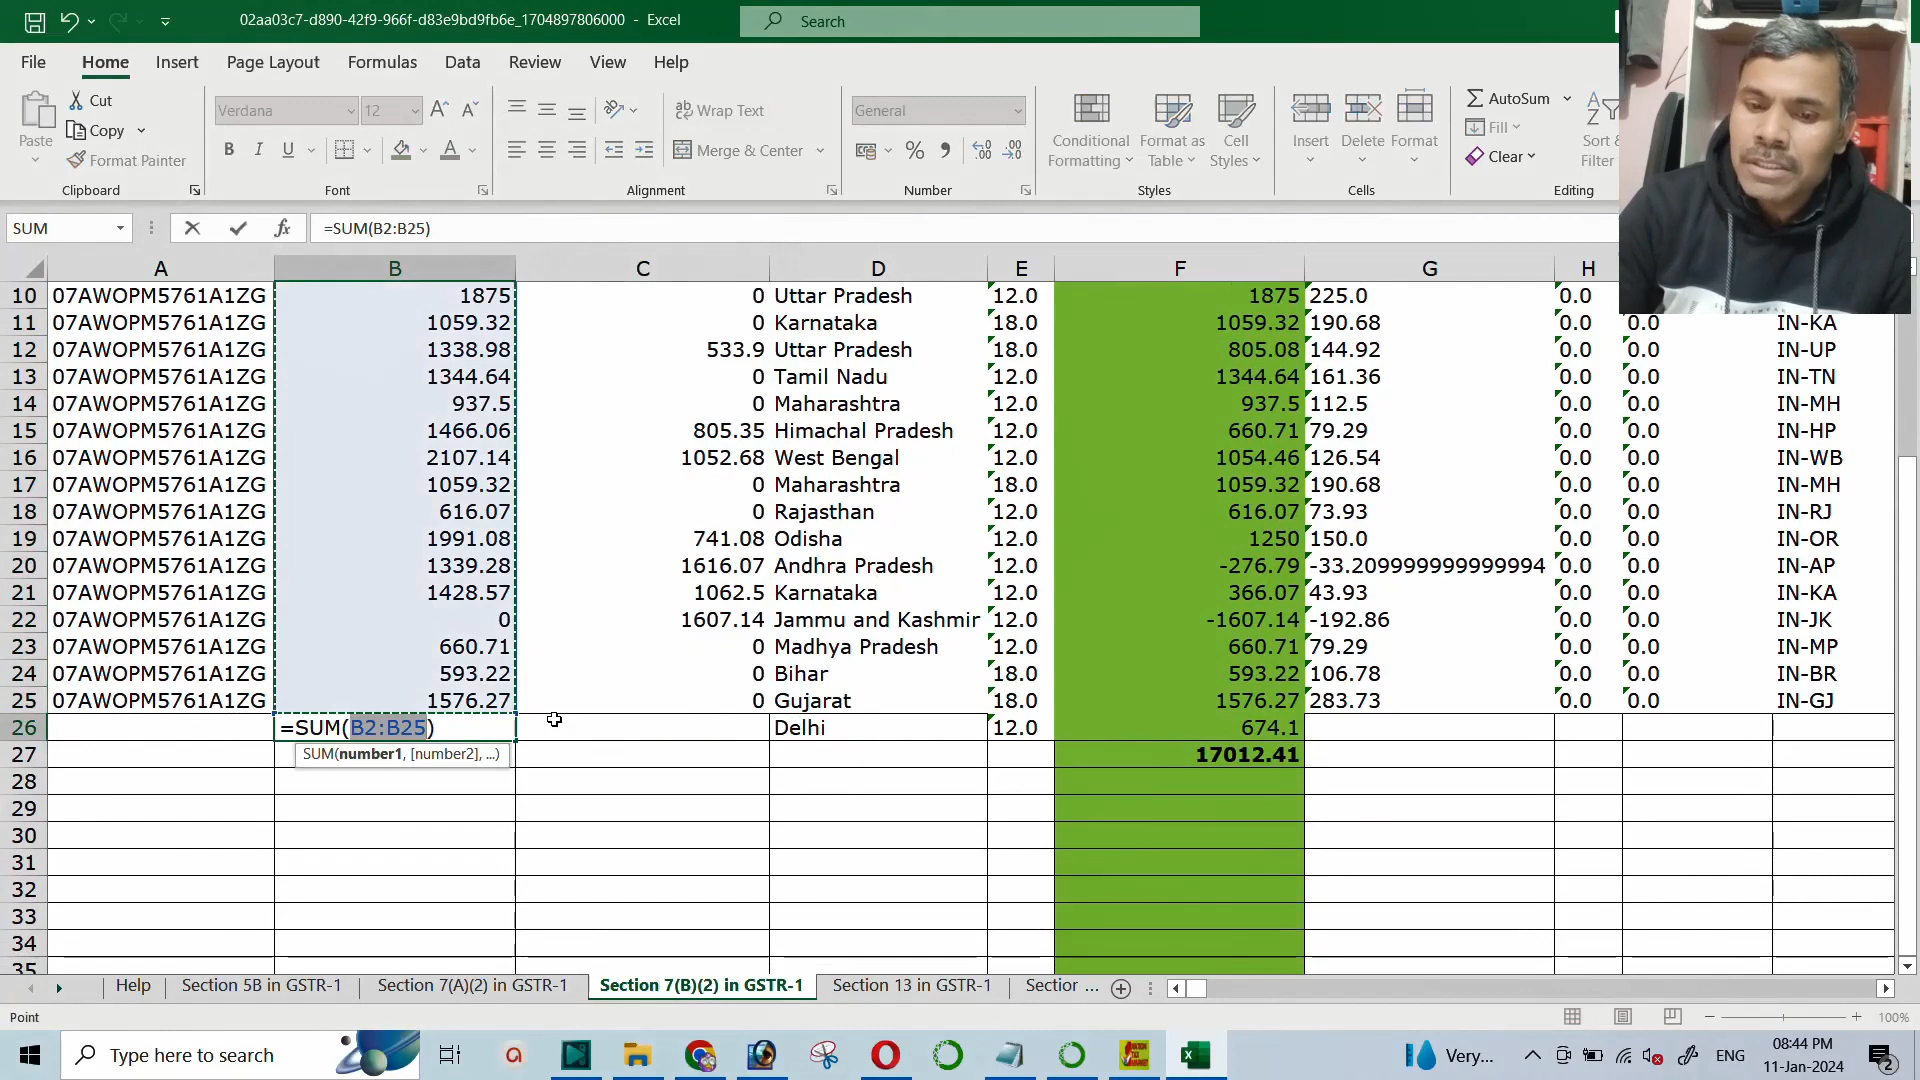 02aa03c7-d890-42f9-966f-d83e9bd9fb6e_1704897806000 - Excel
Search
File Home Insert Page Layout Formulas Data Review View Help
Paste
Cut
Copy
Format Painter
Verdana 12
B I U
Wrap Text
Merge & Center
General
Conditional Formatting
Format as Table
Cell Styles
Insert Delete Format
AutoSum
Fill
Clear
Sort &
Filter
Clipboard Font Alignment Number Styles Cells Editing
SUM fx =SUM(B2:B25)
A B C D E F G H
10 07AWOPM5761A1ZG 1875 0 Uttar Pradesh 12.0 1875 225.0 0.0
11 07AWOPM5761A1ZG 1059.32 0 Karnataka 18.0 1059.32 190.68 0.0 0.0 IN-KA
12 07AWOPM5761A1ZG 1338.98 533.9 Uttar Pradesh 18.0 805.08 144.92 0.0 0.0 IN-UP
13 07AWOPM5761A1ZG 1344.64 0 Tamil Nadu 12.0 1344.64 161.36 0.0 0.0 IN-TN
14 07AWOPM5761A1ZG 937.5 0 Maharashtra 12.0 937.5 112.5 0.0 0.0 IN-MH
15 07AWOPM5761A1ZG 1466.06 805.35 Himachal Pradesh 12.0 660.71 79.29 0.0 0.0 IN-HP
16 07AWOPM5761A1ZG 2107.14 1052.68 West Bengal 12.0 1054.46 126.54 0.0 0.0 IN-WB
17 07AWOPM5761A1ZG 1059.32 0 Maharashtra 18.0 1059.32 190.68 0.0 0.0 IN-MH
18 07AWOPM5761A1ZG 616.07 0 Rajasthan 12.0 616.07 73.93 0.0 0.0 IN-RJ
19 07AWOPM5761A1ZG 1991.08 741.08 Odisha 12.0 1250 150.0 0.0 0.0 IN-OR
20 07AWOPM5761A1ZG 1339.28 1616.07 Andhra Pradesh 12.0 -276.79 -33.209999999999994 0.0 0.0 IN-AP
21 07AWOPM5761A1ZG 1428.57 1062.5 Karnataka 12.0 366.07 43.93 0.0 0.0 IN-KA
22 07AWOPM5761A1ZG 0 1607.14 Jammu and Kashmir 12.0 -1607.14 -192.86 0.0 0.0 IN-JK
23 07AWOPM5761A1ZG 660.71 0 Madhya Pradesh 12.0 660.71 79.29 0.0 0.0 IN-MP
24 07AWOPM5761A1ZG 593.22 0 Bihar 18.0 593.22 106.78 0.0 0.0 IN-BR
25 07AWOPM5761A1ZG 1576.27 0 Gujarat 18.0 1576.27 283.73 0.0 0.0 IN-GJ
26 =SUM(B2:B25) Delhi 12.0 674.1
27 SUM(number1, [number2], ...) 17012.41
28
29
30
31
32
33
34
35
Help Section 5B in GSTR-1 Section 7(A)(2) in GSTR-1 Section 7(B)(2) in GSTR-1 Section 13 in GSTR-1 Sectior ...
Point 100%
Type here to search Very... ENG 08:44 PM
11-Jan-2024 2